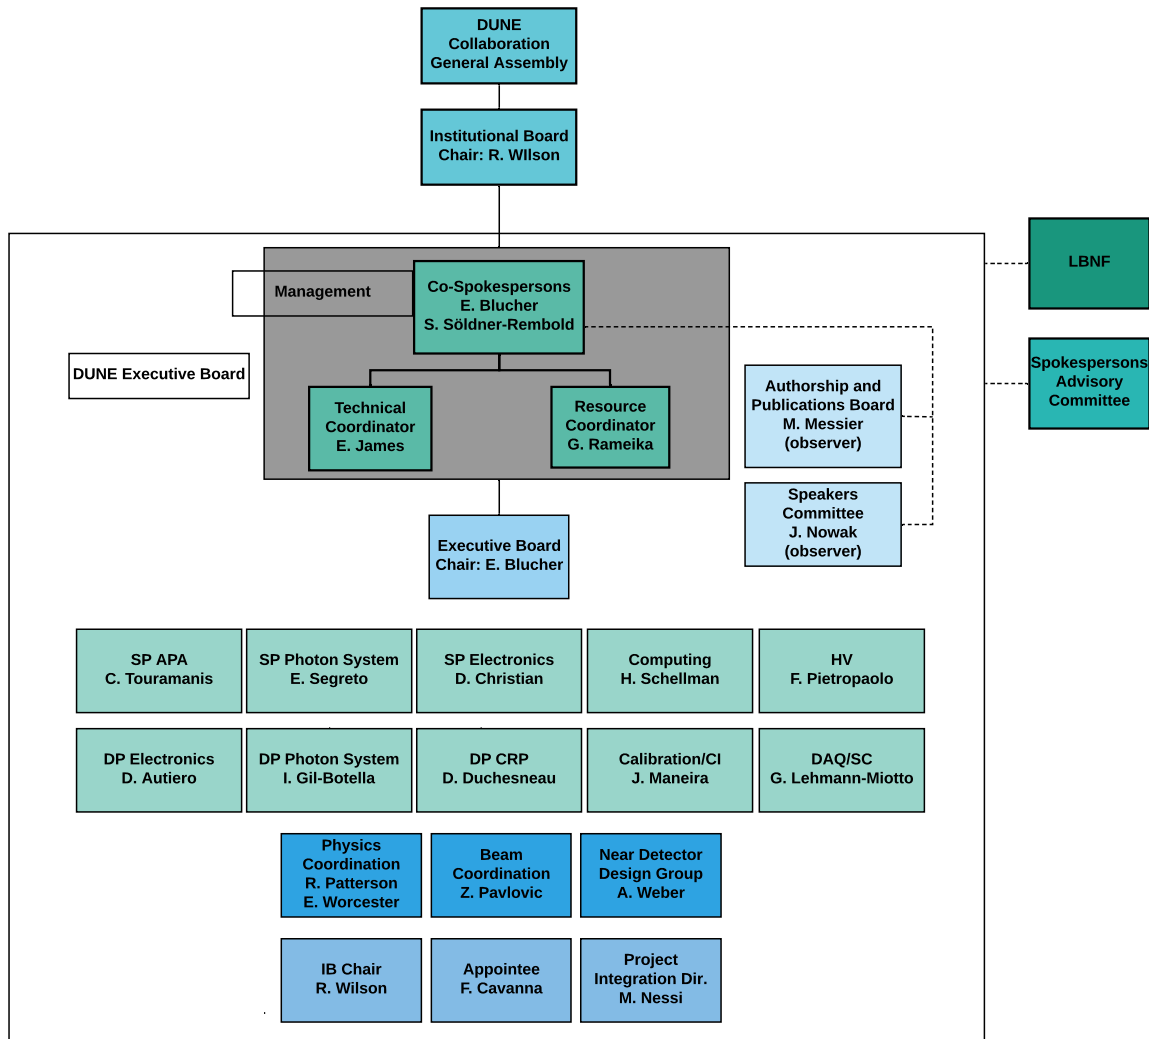 DUNE
Collaboration
General Assembly
Institutional Board
Chair: R. WIlson
LBNF
Management
Co-Spokespersons
E. Blucher
S. Söldner-Rembold
DUNE Executive Board
Spokespersons
Advisory
Committee
Technical
Coordinator
E. James
Resource
Coordinator
G. Rameika
Authorship and
Publications Board
M. Messier
(observer)
Speakers
Committee
J. Nowak
(observer)
Executive Board
Chair: E. Blucher
SP APA
C. Touramanis
SP Photon System
E. Segreto
SP Electronics
D. Christian
Computing
H. Schellman
HV
F. Pietropaolo
DP Electronics
D. Autiero
DP Photon System
I. Gil-Botella
DP CRP
D. Duchesneau
Calibration/CI
J. Maneira
DAQ/SC
G. Lehmann-Miotto
Physics
Coordination
R. Patterson
E. Worcester
Beam
Coordination
Z. Pavlovic
Near Detector
Design Group
A. Weber
IB Chair
R. Wilson
Appointee
F. Cavanna
Project
Integration Dir.
M. Nessi